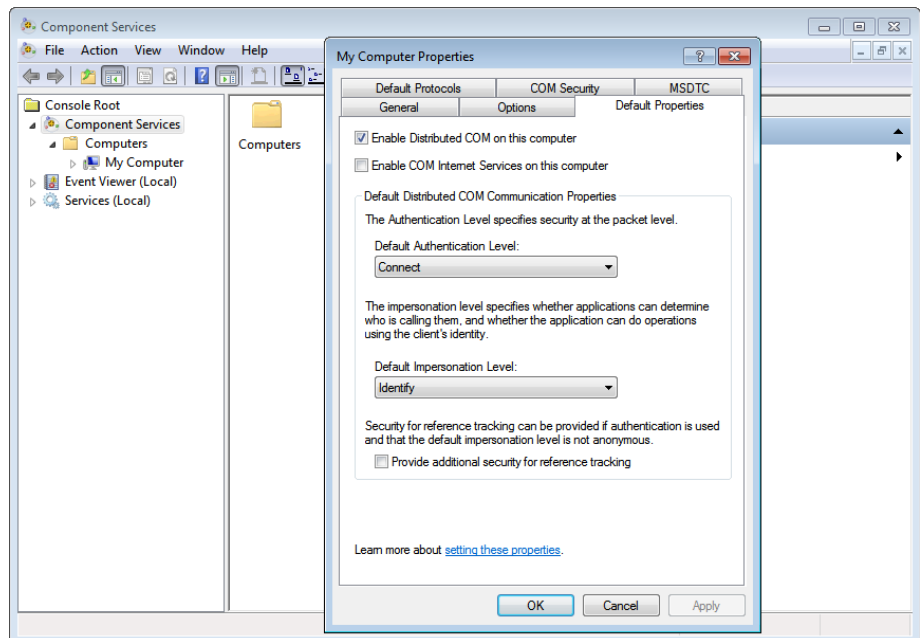 Component Services
File Action View Window Help
Console Root
Component Services
Computers
My Computer
Event Viewer (Local)
Services (Local)
Computers
My Computer Properties
Default Protocols COM Security MSDTC
General Options Default Properties
Enable Distributed COM on this computer
Enable COM Internet Services on this computer
Default Distributed COM Communication Properties
The Authentication Level specifies security at the packet level.
Default Authentication Level:
Connect
The impersonation level specifies whether applications can determine
who is calling them, and whether the application can do operations
using the client's identity.
Default Impersonation Level:
Identify
Security for reference tracking can be provided if authentication is used
and that the default impersonation level is not anonymous.
Provide additional security for reference tracking
Learn more about setting these properties.
OK Cancel Apply